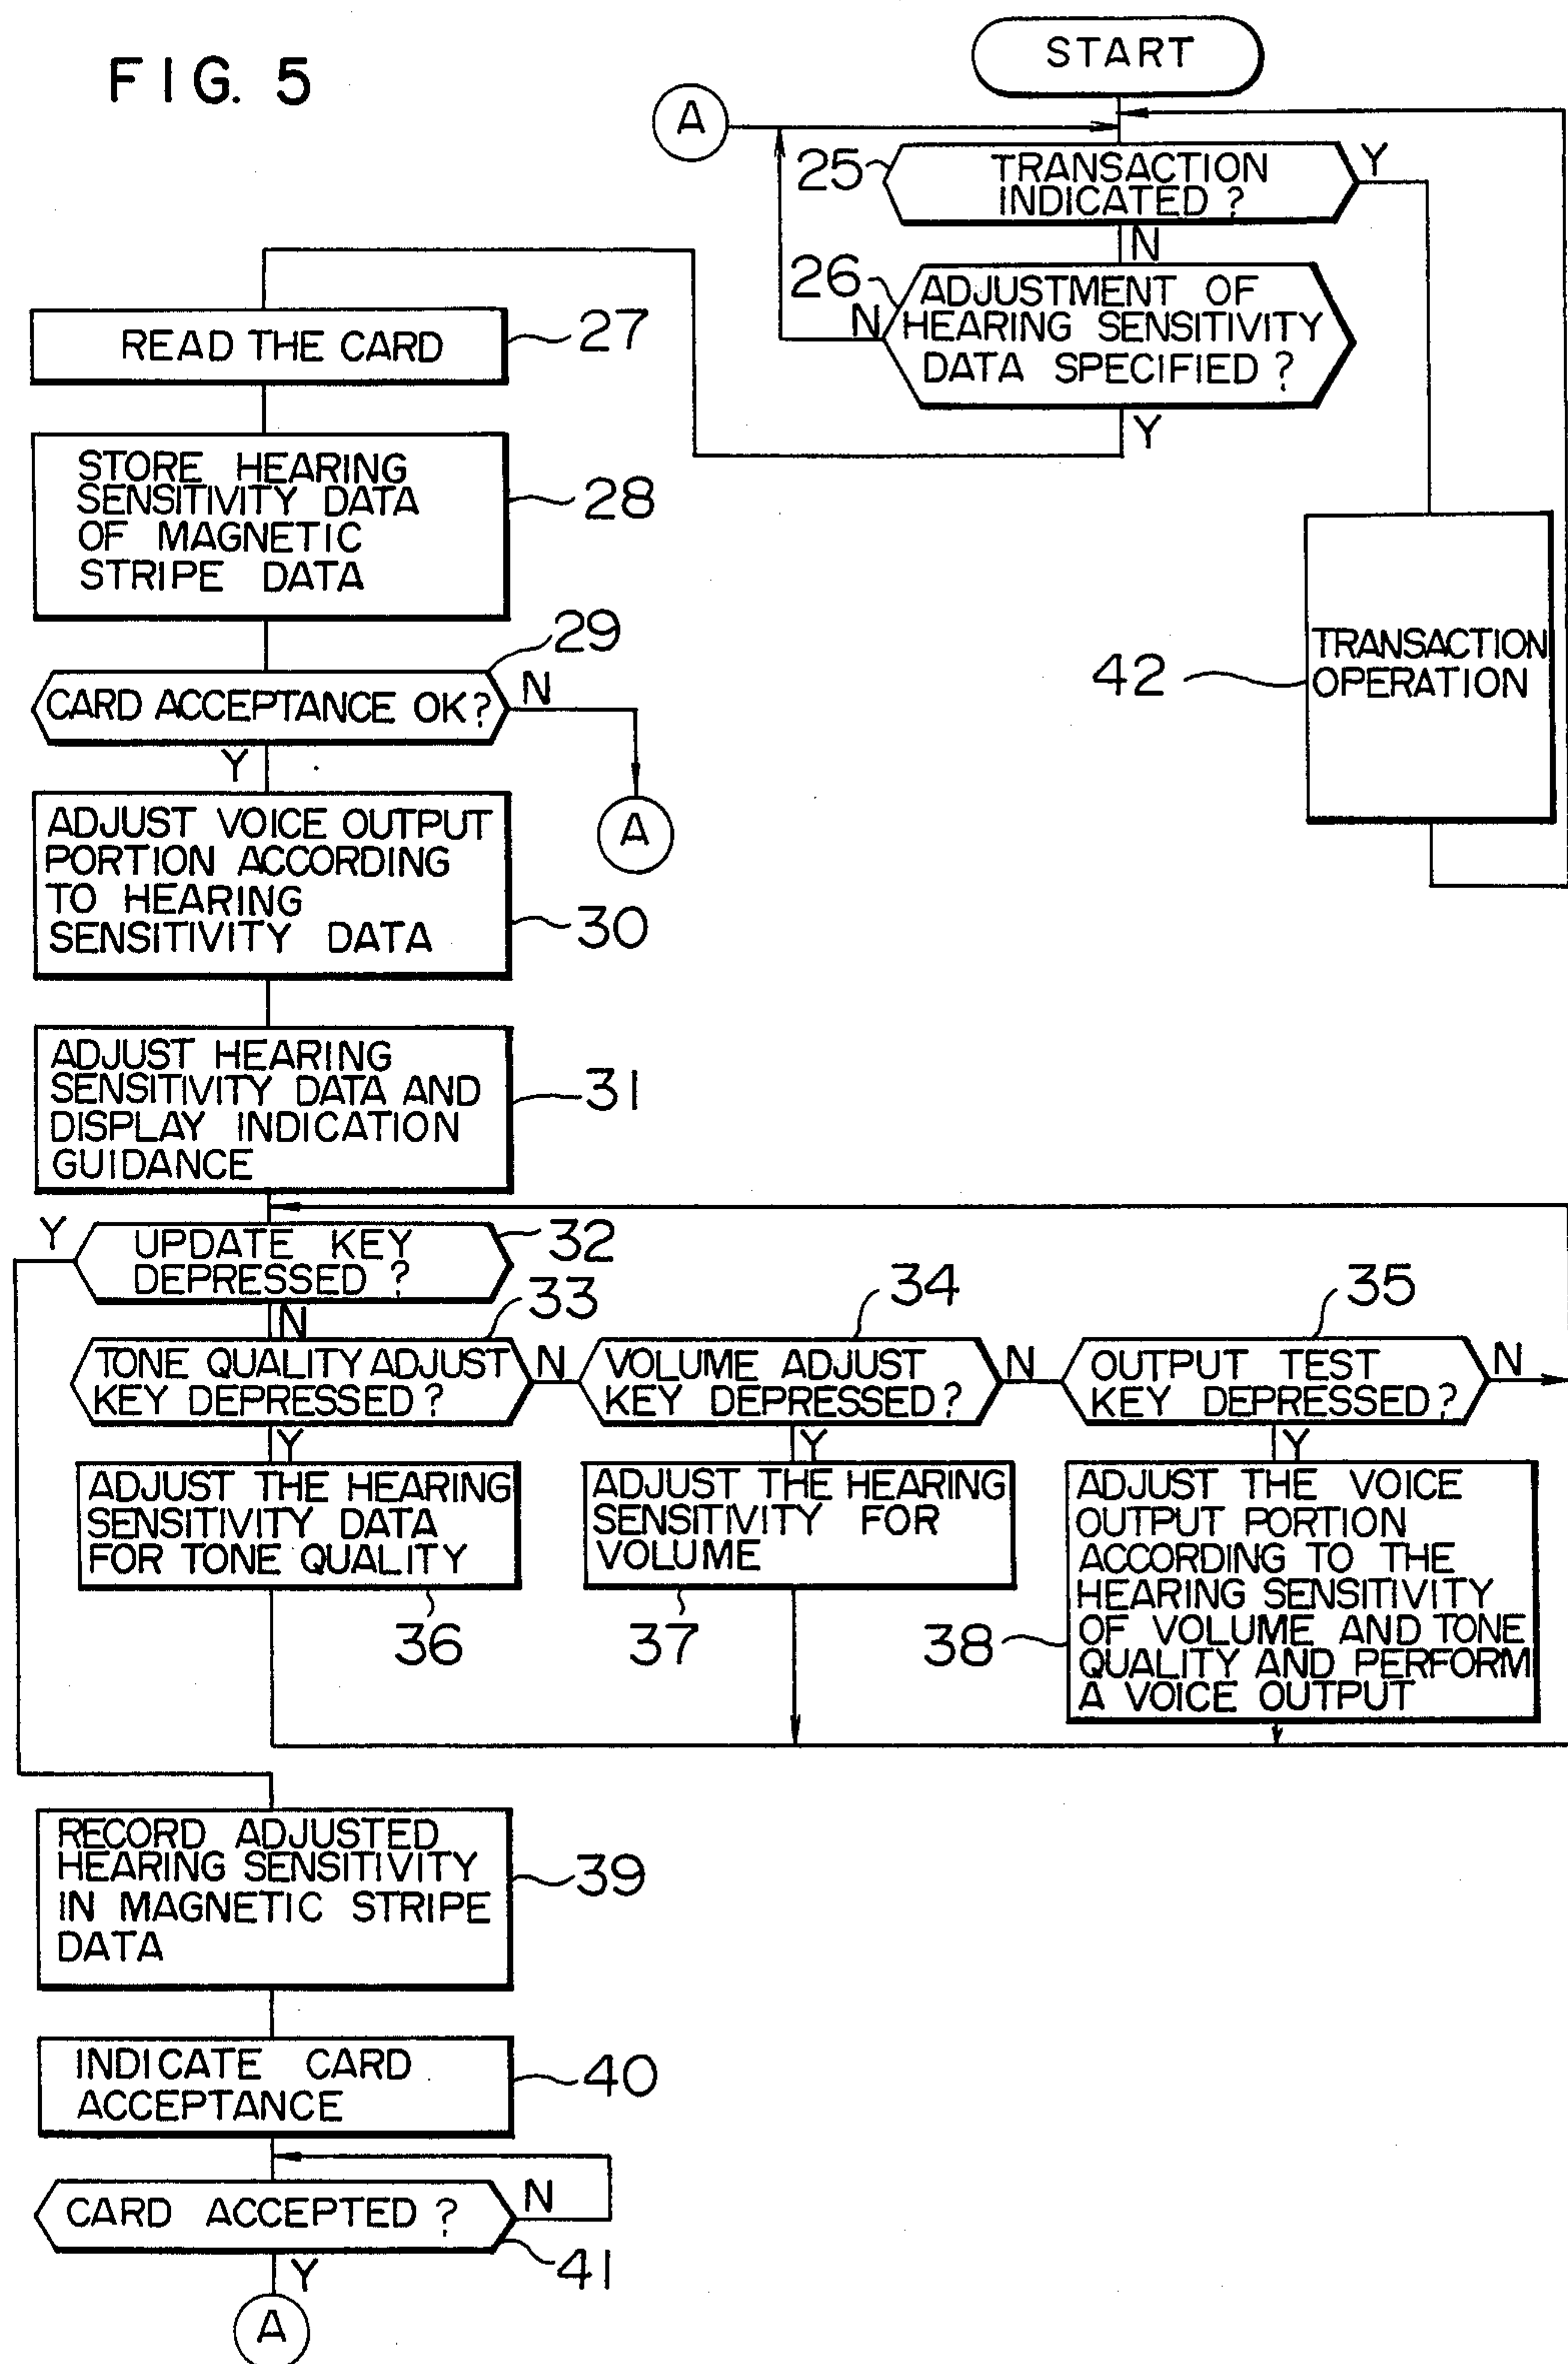 FIG. 5
START
A
25
TRANSACTION
INDICATED ?
Y
N
26
ADJUSTMENT OF
HEARING SENSITIVITY
DATA SPECIFIED ?
N
Y
READ THE CARD
27
STORE HEARING
SENSITIVITY DATA
OF MAGNETIC
STRIPE DATA
28
29
CARD ACCEPTANCE OK?
N
Y
A
42
TRANSACTION
OPERATION
ADJUST VOICE OUTPUT
PORTION ACCORDING
TO HEARING
SENSITIVITY DATA
30
ADJUST HEARING
SENSITIVITY DATA AND
DISPLAY INDICATION
GUIDANCE
31
Y
UPDATE KEY
DEPRESSED ?
32
N
33
TONE QUALITY ADJUST
KEY DEPRESSED ?
N
Y
34
VOLUME ADJUST
KEY DEPRESSED ?
N
Y
35
OUTPUT TEST
KEY DEPRESSED ?
N
Y
ADJUST THE HEARING
SENSITIVITY DATA
FOR TONE QUALITY
36
ADJUST THE HEARING
SENSITIVITY FOR
VOLUME
37
ADJUST THE VOICE
OUTPUT PORTION
ACCORDING TO THE
HEARING SENSITIVITY
OF VOLUME AND TONE
QUALITY AND PERFORM
A VOICE OUTPUT
38
RECORD ADJUSTED
HEARING SENSITIVITY
IN MAGNETIC STRIPE
DATA
39
INDICATE CARD
ACCEPTANCE
40
CARD ACCEPTED ?
N
41
Y
A